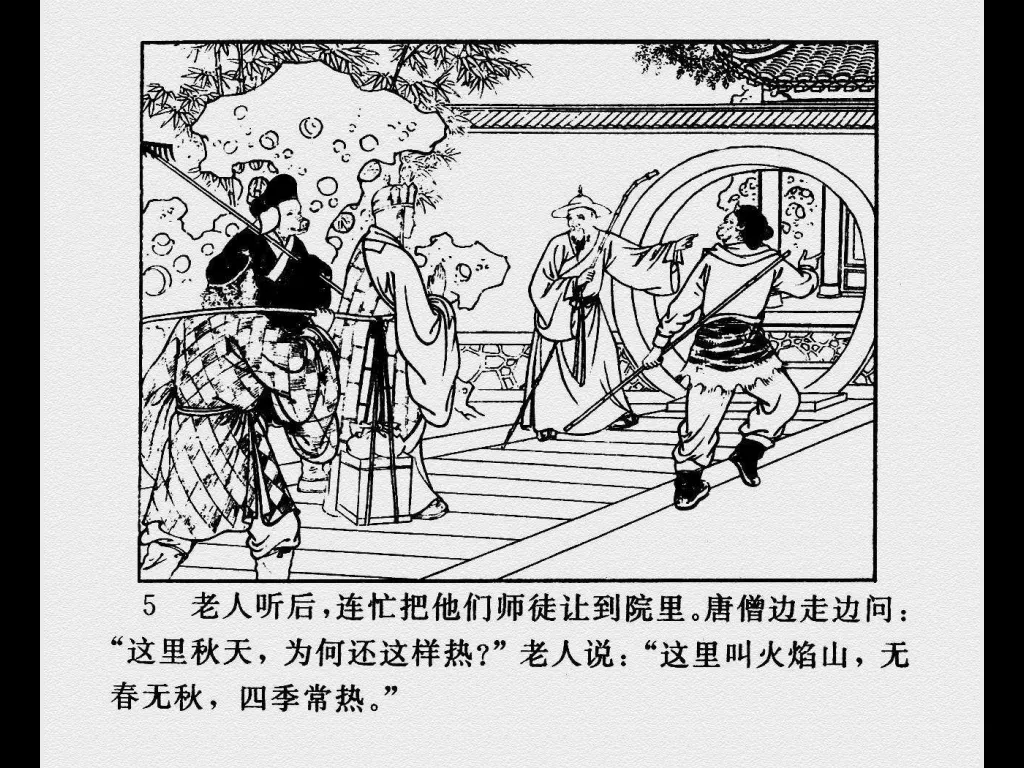 5 老人听后，连忙把他们师徒让到院里。唐僧边走边问：
“这里秋天，为何还这样热？”老人说：“这里叫火焰山，无
春无秋，四季常热。”